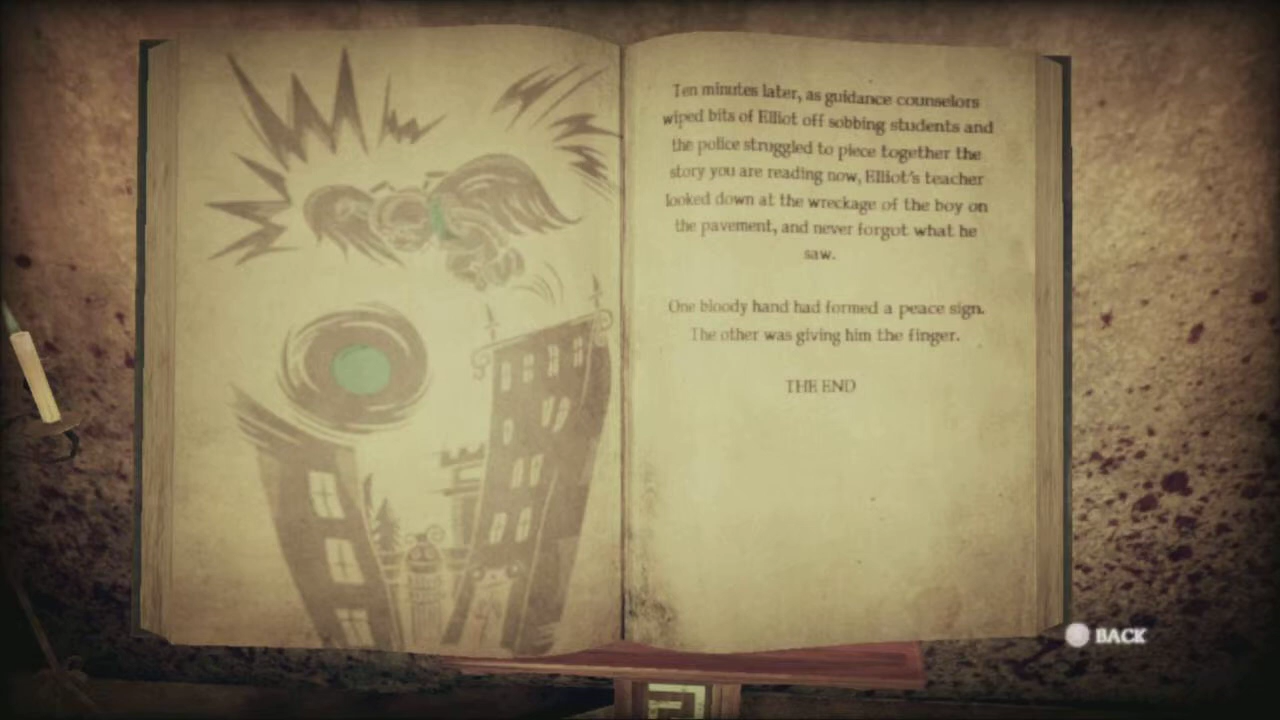 Ten minutes later, as guidance counselors
wiped bits of Elliot off sobbing students and
the police struggled to piece together the
story you are reading now, Elliot's teacher
looked down at the wreckage of the boy on
the pavement, and never forgot what he
saw.
One bloody hand had formed a peace sign.
The other was giving him the finger.
THE END
BACK